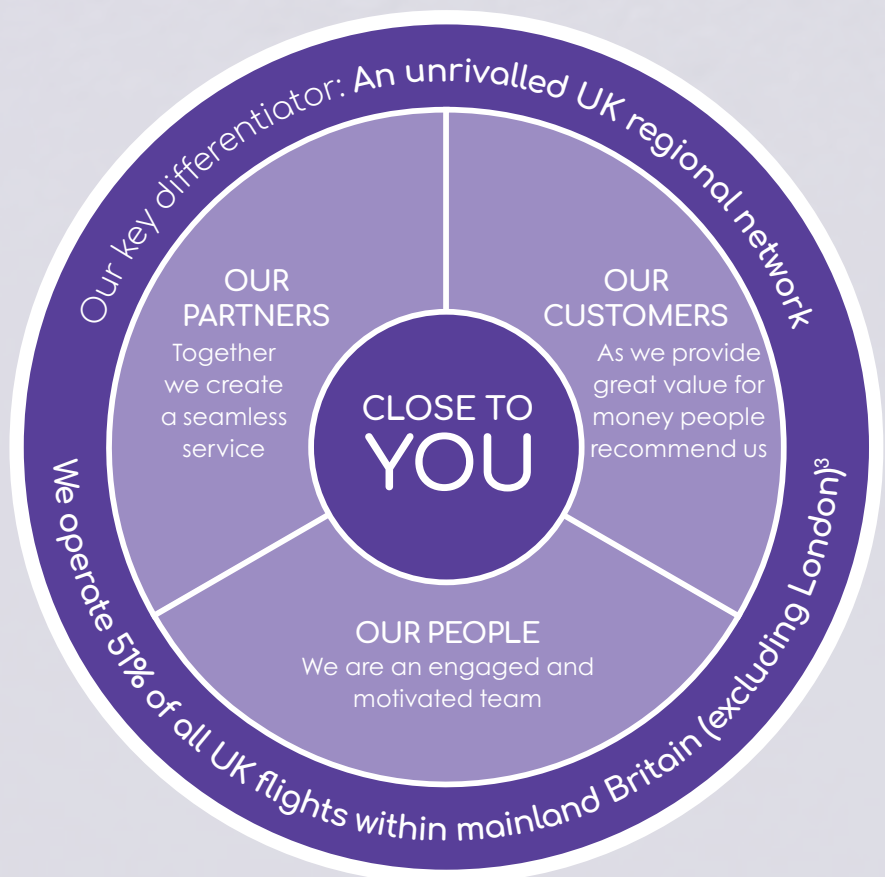 Our key differentiator: An unrivalled UK regional network
OUR
PARTNERS
Together
we create
a seamless
service
OUR
CUSTOMERS
As we provide
great value for
money people
recommend us
CLOSE TO
YOU
OUR PEOPLE
We are an engaged and
motivated team
We operate 51% of all UK flights within mainland Britain (excluding London)³